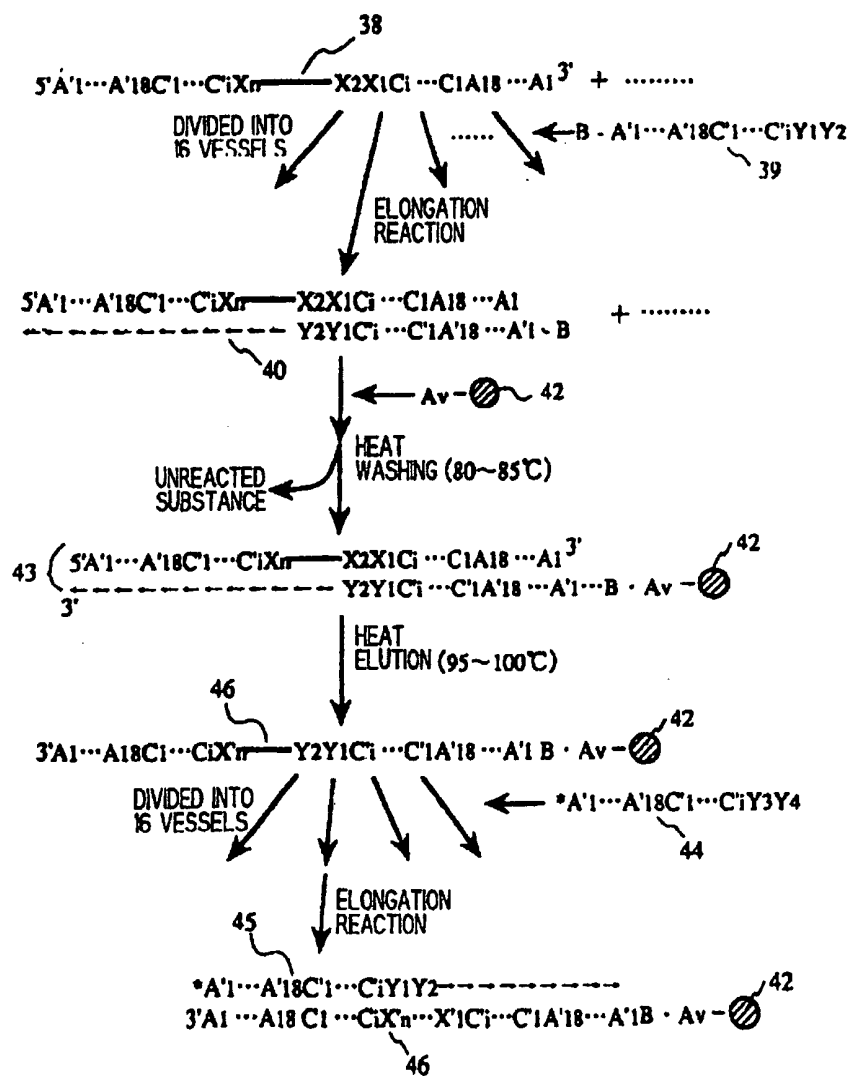 38
5'A'1···A'18C'1···C'iXn X2X1Ci ···C1A18 ···A1 3' + ·········
DIVIDED INTO
16 VESSELS
······
B - A'1···A'18C'1···C'iY1Y2
39
ELONGATION
REACTION
5'A'1···A'18C'1···C'iXn X2X1Ci ···C1A18 ···A1
Y2Y1C'i ···C'1A'18 ···A'1 - B
+ ·········
40
Av - 42
HEAT
WASHING (80~85℃)
UNREACTED
SUBSTANCE
43 5'A'1···A'18C'1 ···C'iXn X2X1Ci ···C1A18 ···A1 3'
42
3' Y2Y1C'i ···C'1A'18 ···A'1···B · Av -
HEAT
ELUTION (95~100℃)
46
42
3'A1···A18C1···CiX'n Y2Y1C'i ···C'1A'18 ···A'1 B · Av -
DIVIDED INTO
16 VESSELS
*A'1···A'18C'1···C'iY3Y4
44
ELONGATION
REACTION
45
*A'1···A'18C'1···C'iY1Y2
42
3'A1···A18 C1 ···CiX'n···X'1C'i···C'1A'18···A'1B · Av -
46